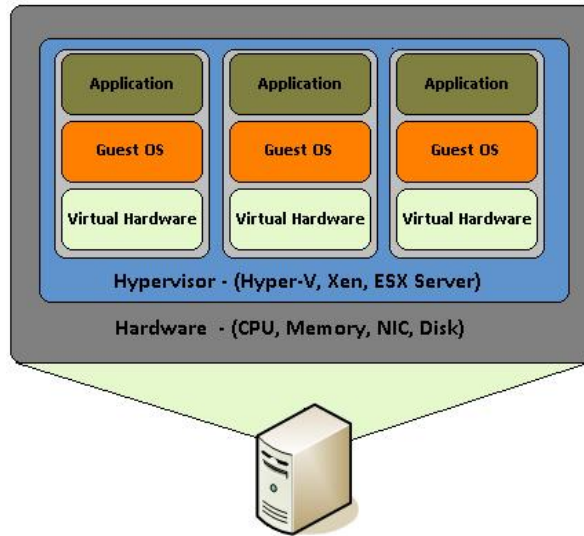 Application Application Application
Guest OS Guest OS Guest OS
Virtual Hardware Virtual Hardware Virtual Hardware
Hypervisor - (Hyper-V, Xen, ESX Server)
Hardware - (CPU, Memory, NIC, Disk)